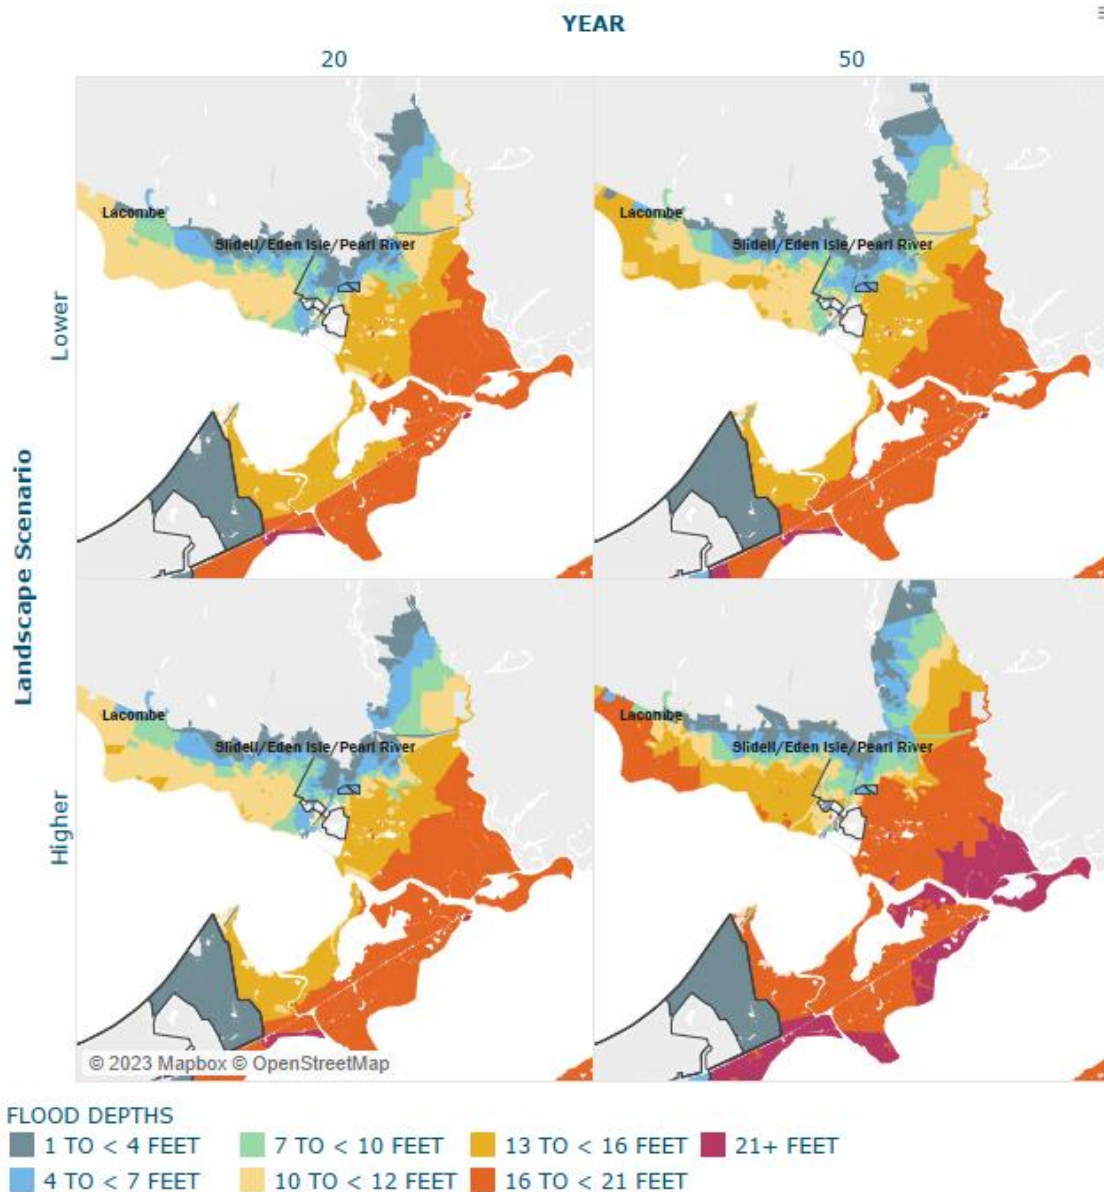 YEAR
20
50
Landscape Scenario
Lower
Lacombe
Slidell/Eden Isle/Pearl River
Lacombe
Slidell/Eden Isle/Pearl River
Higher
Lacombe
Slidell/Eden Isle/Pearl River
Lacombe
Slidell/Eden Isle/Pearl River
© 2023 Mapbox © OpenStreetMap
FLOOD DEPTHS
1 TO < 4 FEET 7 TO < 10 FEET 13 TO < 16 FEET 21+ FEET
4 TO < 7 FEET 10 TO < 12 FEET 16 TO < 21 FEET